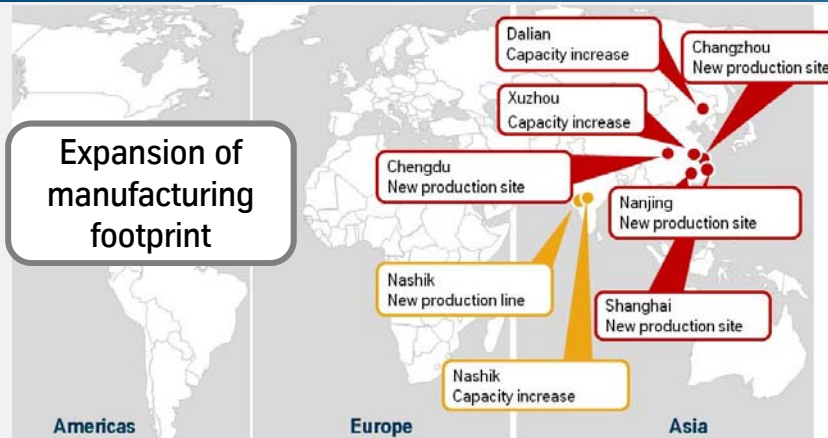 Dalian
Capacity increase
Changzhou
New production site
Xuzhou
Capacity increase
Expansion of
manufacturing
footprint
Chengdu
New production site
Nanjing
New production site
Nashik
New production line
Shanghai
New production site
Nashik
Capacity increase
Americas
Europe
Asia